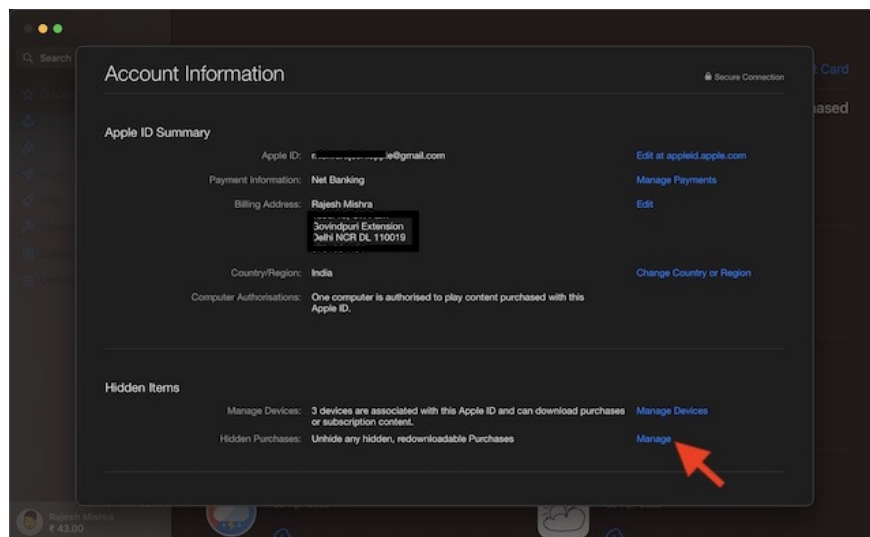 Search
t Card
ased
Account Information
Secure Connection
Apple ID Summary
Apple ID:
@gmail.com
Edit at appleid.apple.com
Payment Information:
Net Banking
Manage Payments
Billing Address:
Rajesh Mishra
Edit
Govindpuri Extension
Delhi NCR DL 110019
Country/Region:
India
Change Country or Region
Computer Authorisations:
One computer is authorised to play content purchased with this
Apple ID.
Hidden Items
Manage Devices:
3 devices are associated with this Apple ID and can download purchases
or subscription content.
Manage Devices
Hidden Purchases:
Unhide any hidden, redownloadable Purchases
Manage
Rajesh Mishra
₹ 43.00